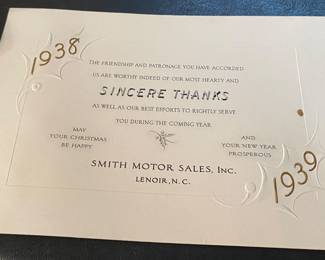 1938
THE FRIENDSHIP AND PATRONAGE YOU HAVE ACCORDED
US ARE WORTHY INDEED OF OUR MOST HEARTY AND
SINCERE THANKS
AS WELL AS OUR BEST EFFORTS TO RIGHTLY SERVE
YOU DURING THE COMING YEAR
MAY
YOUR CHRISTMAS
BE HAPPY
AND
YOUR NEW YEAR
PROSPEROUS
SMITH MOTOR SALES, INC.
LENOIR, N.C.
1939